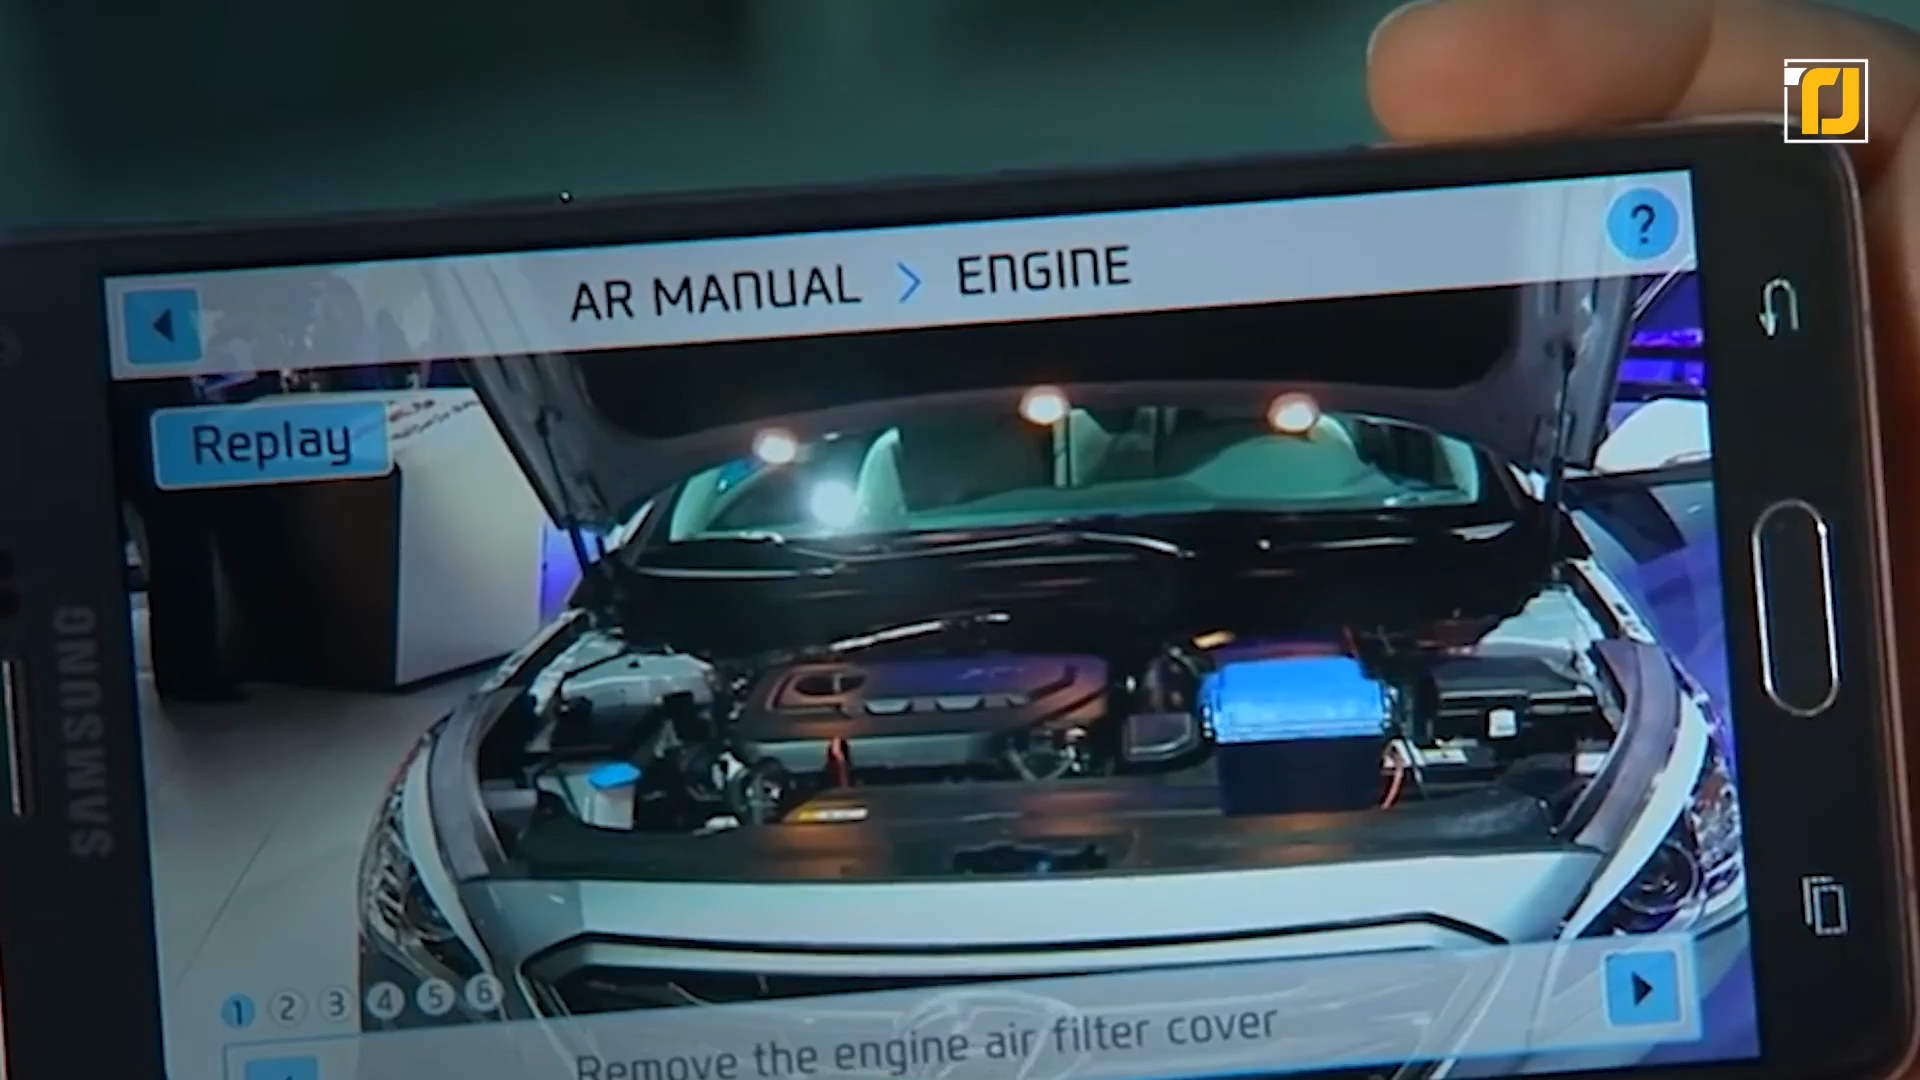 AR MANUAL > ENGINE
?
Replay
SAMSUNG
1 2 3 4 5 6
Remove the engine air filter cover